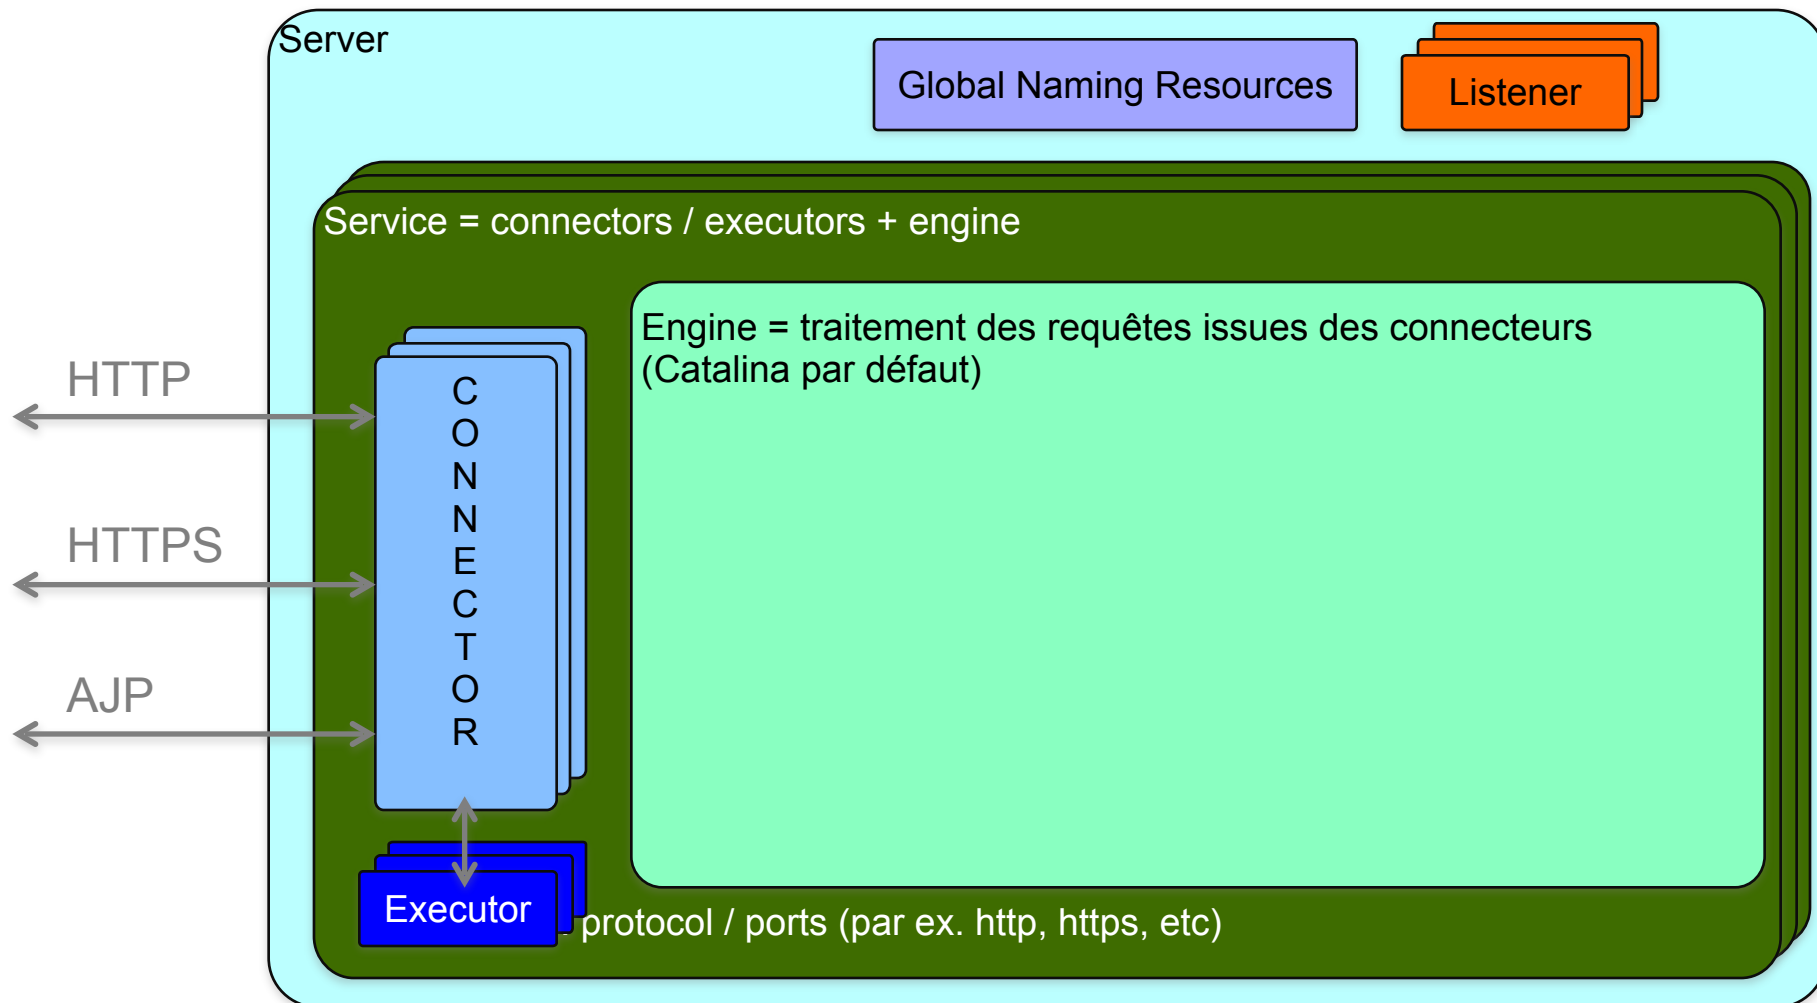 Server
Global Naming Resources
Listener
Service = connectors / executors + engine
Engine = traitement des requêtes issues des connecteurs
(Catalina par défaut)
HTTP
HTTPS
AJP
CONNECTOR
Executor
protocol / ports (par ex. http, https, etc)